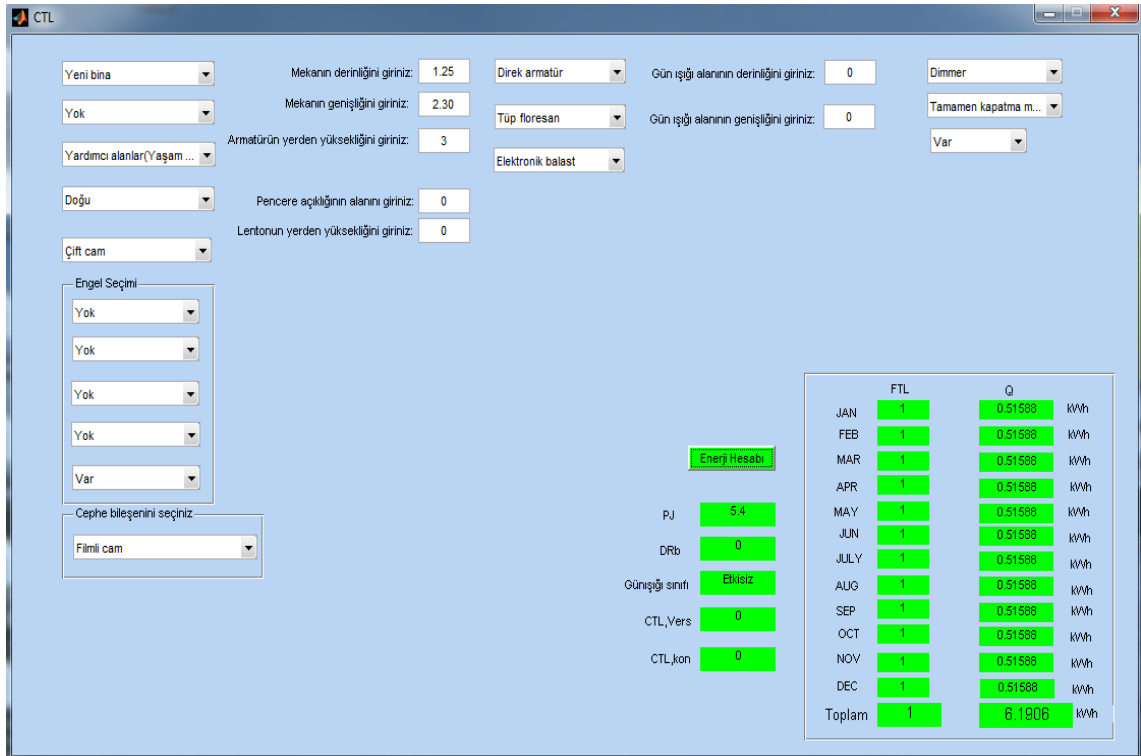 CTL
Yeni bina
Yok
Yardımcı alanlar(Yaşam ...
Doğu
Çift cam
Engel Seçimi
Yok
Yok
Yok
Yok
Var
Cephe bileşenini seçiniz
Filmli cam
Mekanın derinliğini giriniz: 1.25
Mekanın genişliğini giriniz: 2.30
Armatürün yerden yüksekliğini giriniz: 3
Pencere açıklığının alanını giriniz: 0
Lentonun yerden yüksekliğini giriniz: 0
Direk armatür
Tüp floresan
Elektronik balast
Gün ışığı alanının derinliğini giriniz: 0
Gün ışığı alanının genişliğini giriniz: 0
Dimmer
Tamamen kapatma m...
Var
Enerji Hesabı
PJ 5.4
DRb 0
Günışığı sınıfı Etkisiz
CTL,Vers 0
CTL,kon 0
FTL Q
JAN 1 0.51588 kWh
FEB 1 0.51588 kWh
MAR 1 0.51588 kWh
APR 1 0.51588 kWh
MAY 1 0.51588 kWh
JUN 1 0.51588 kWh
JULY 1 0.51588 kWh
AUG 1 0.51588 kWh
SEP 1 0.51588 kWh
OCT 1 0.51588 kWh
NOV 1 0.51588 kWh
DEC 1 0.51588 kWh
Toplam 1 6.1906 kWh